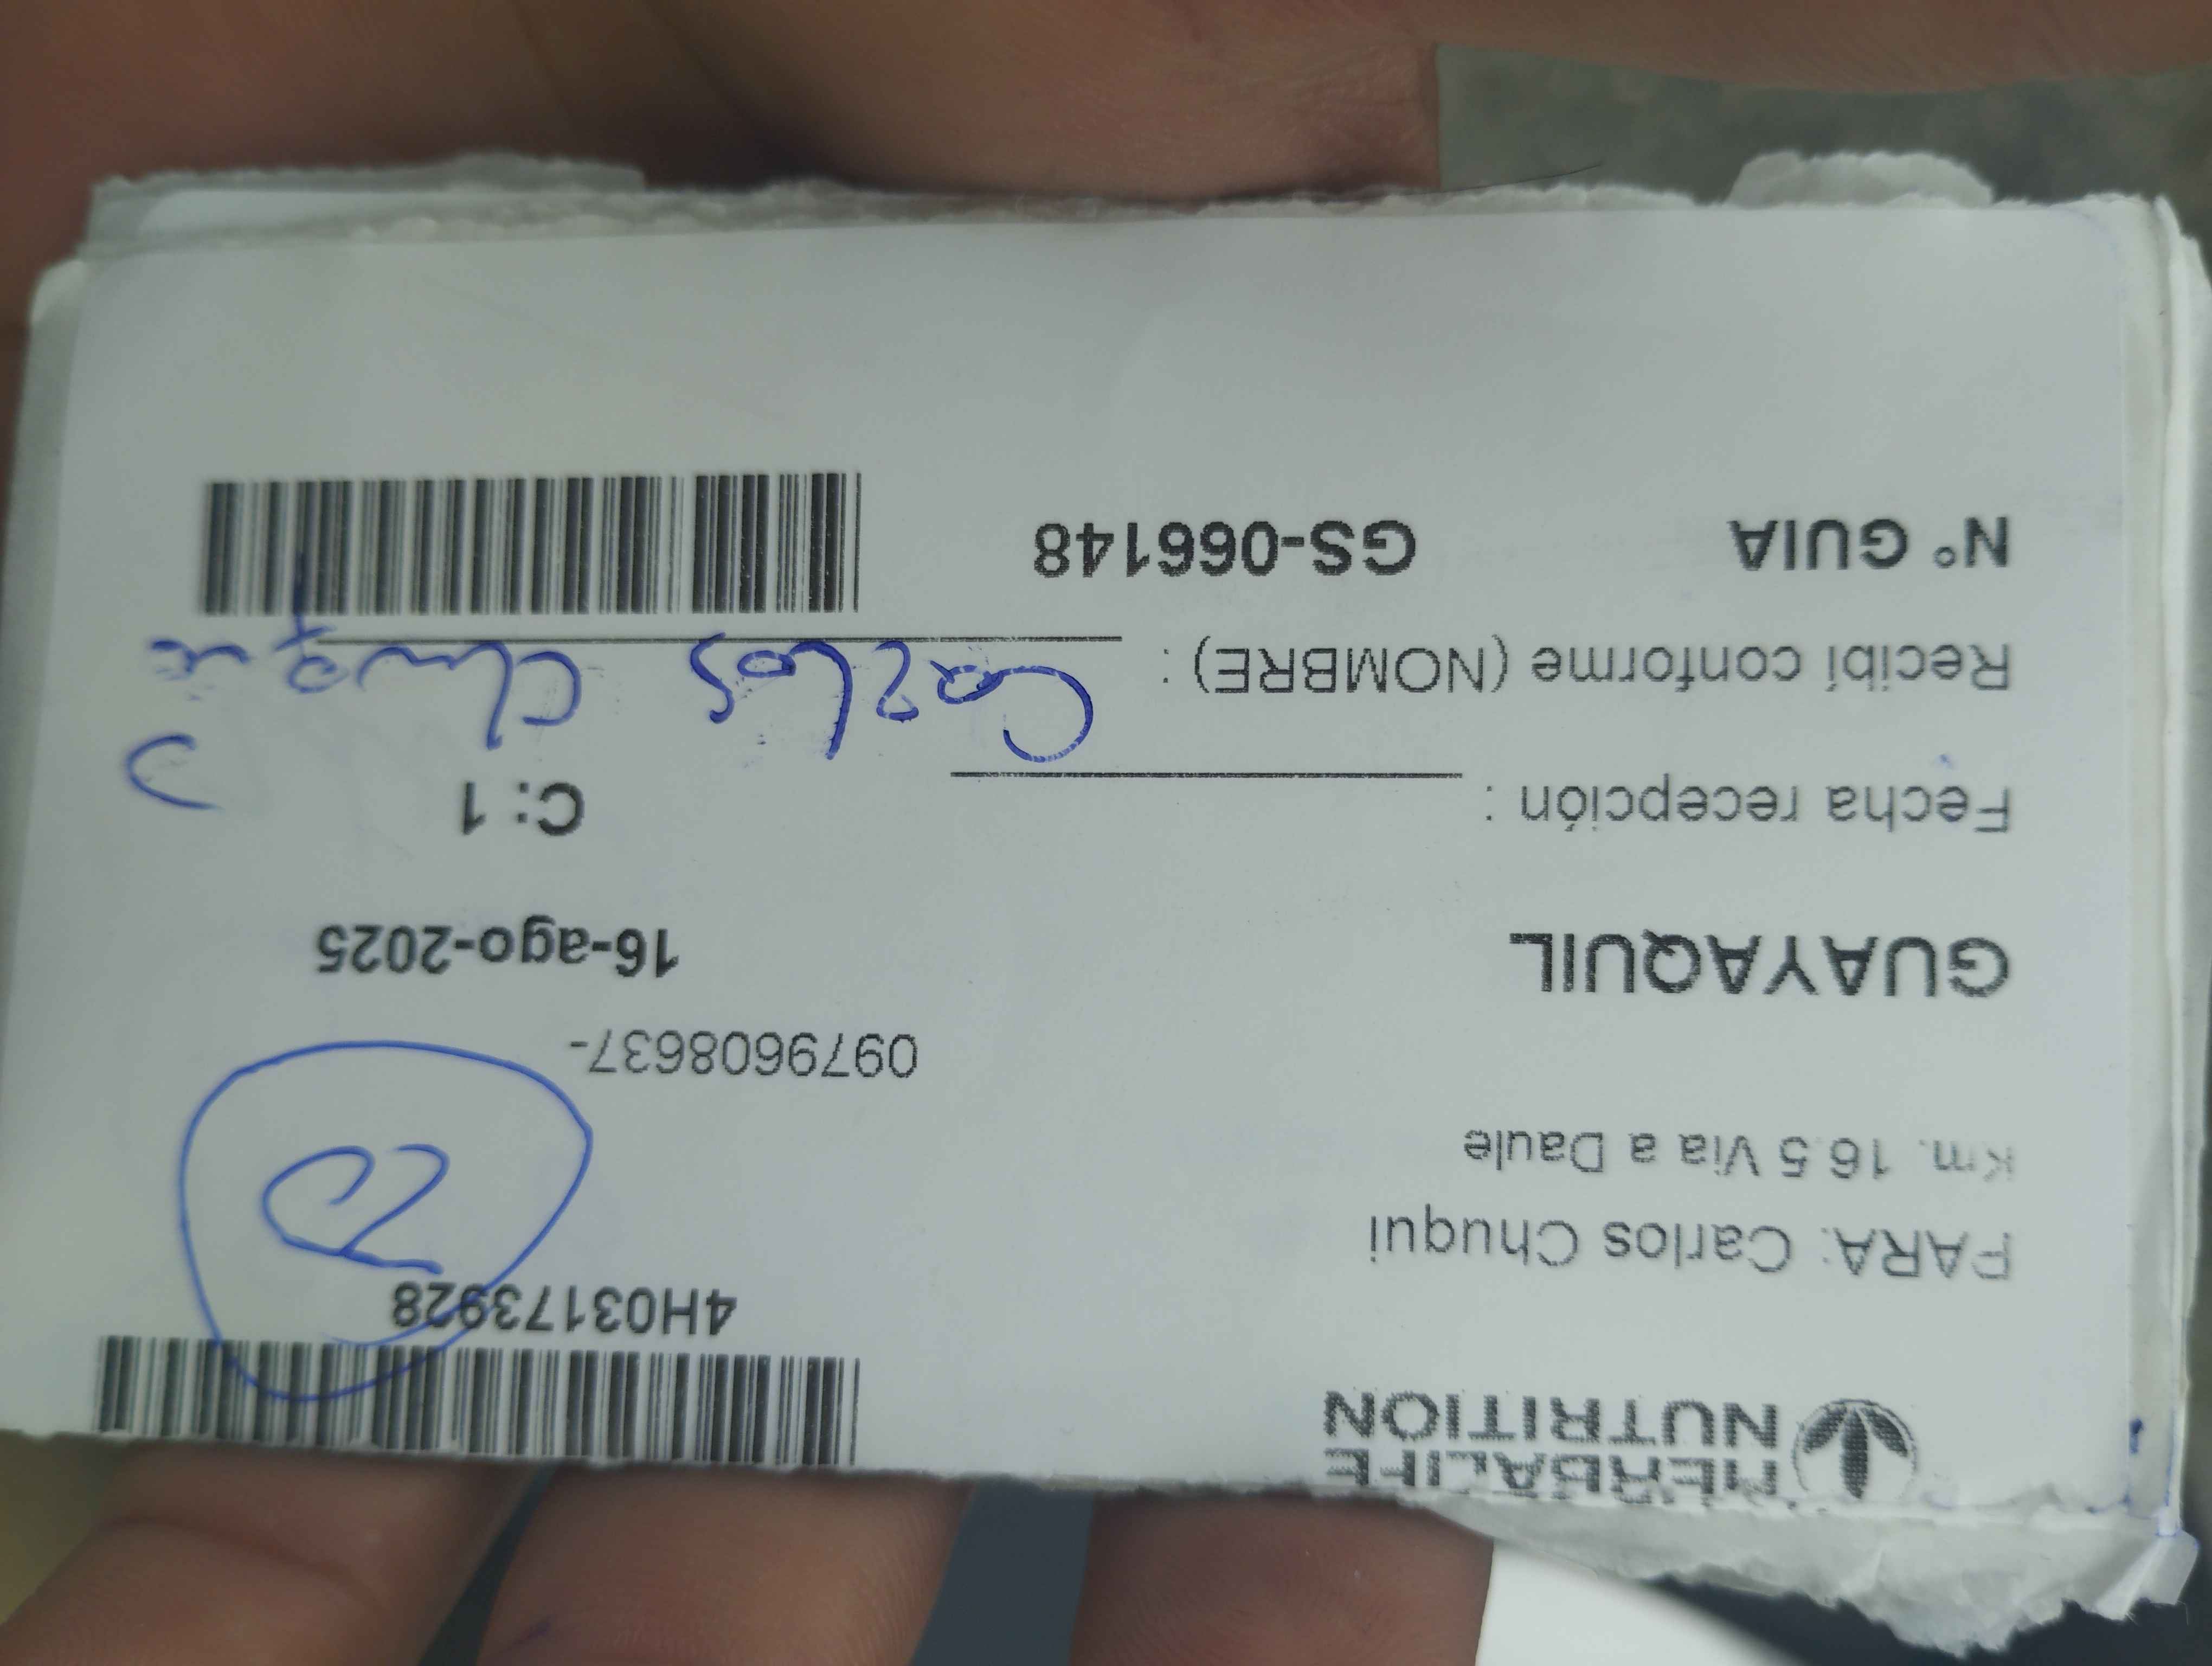 HERBALIFE
NUTRITION
4H03173928
PARA: Carlos Chuqui
Km. 16.5 Via a Daule
0979608637-
GUAYAQUIL 16-ago-2025
Fecha recepción : C: 1
Recibí conforme (NOMBRE) : Carlos Chuqui
N° GUIA GS-066148